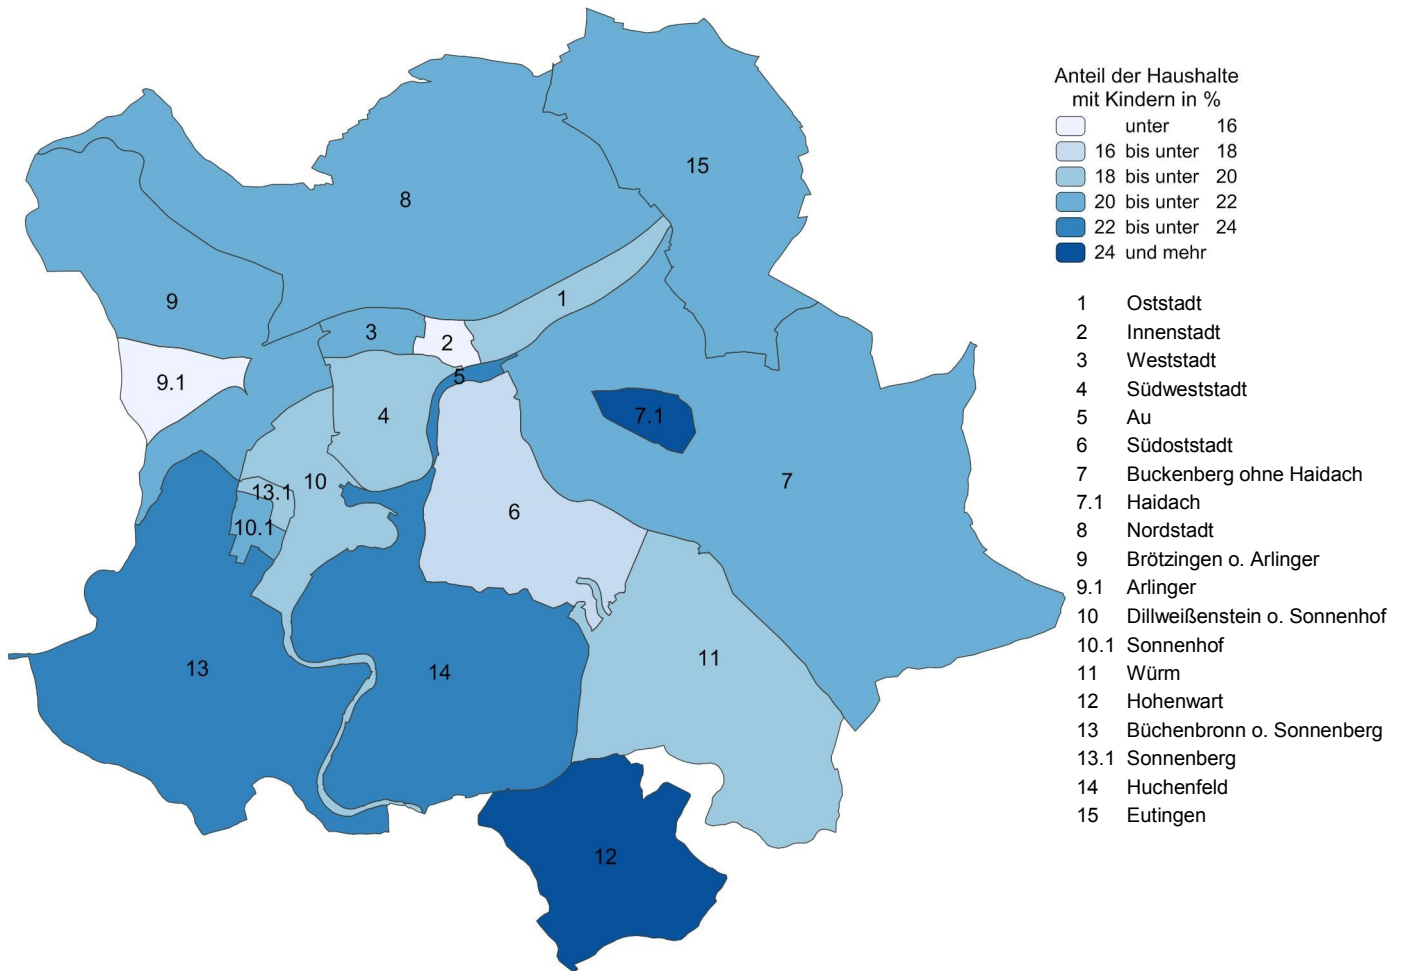 Anteil der Haushalte
mit Kindern in %
unter 16
16 bis unter 18
18 bis unter 20
20 bis unter 22
22 bis unter 24
24 und mehr
1 Oststadt
2 Innenstadt
3 Weststadt
4 Südweststadt
5 Au
6 Südoststadt
7 Buckenberg ohne Haidach
7.1 Haidach
8 Nordstadt
9 Brötzingen o. Arlinger
9.1 Arlinger
10 Dillweißenstein o. Sonnenhof
10.1 Sonnenhof
11 Würm
12 Hohenwart
13 Büchenbronn o. Sonnenberg
13.1 Sonnenberg
14 Huchenfeld
15 Eutingen
15
8
1
9
3
2
5
9.1
4
7.1
7
10
13.1
6
10.1
11
13
14
12